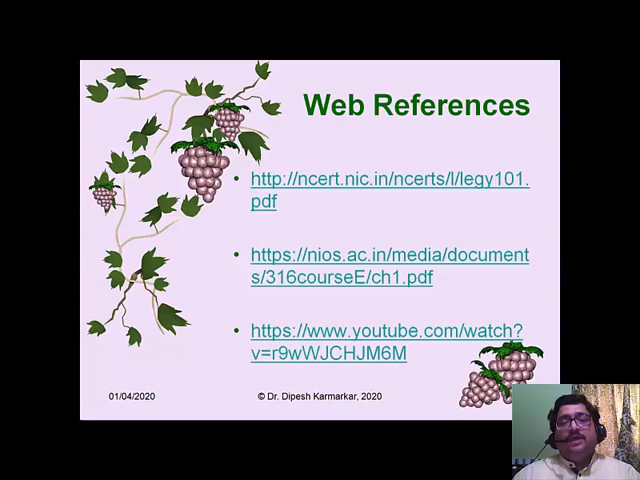 Web References
• http://ncert.nic.in/ncerts/l/legy101.
pdf
• https://nios.ac.in/media/document
s/316courseE/ch1.pdf
• https://www.youtube.com/watch?
v=r9wWJCHJM6M
01/04/2020
© Dr. Dipesh Karmarkar, 2020